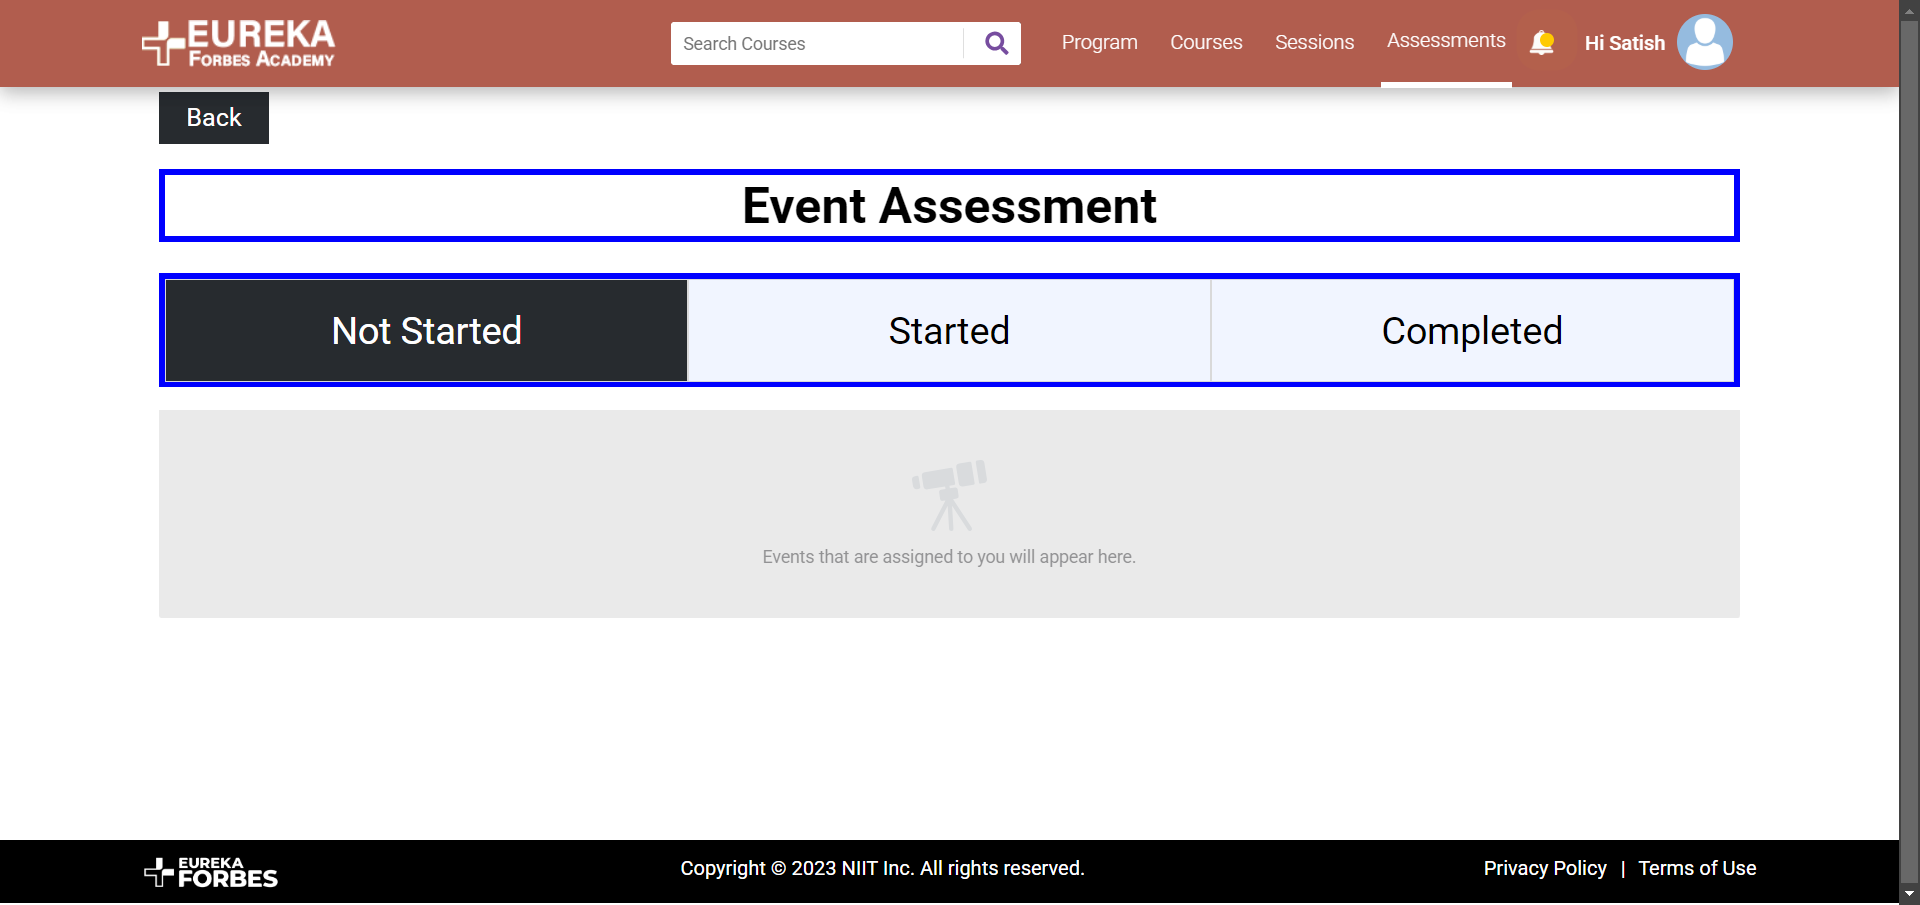 EUREKA
FORBES ACADEMY
Search Courses
Program
Courses
Sessions
Assessments
Hi Satish
Back
Event Assessment
Not Started
Started
Completed
Events that are assigned to you will appear here.
EUREKA
FORBES
Copyright © 2023 NIIT Inc. All rights reserved.
Privacy Policy | Terms of Use